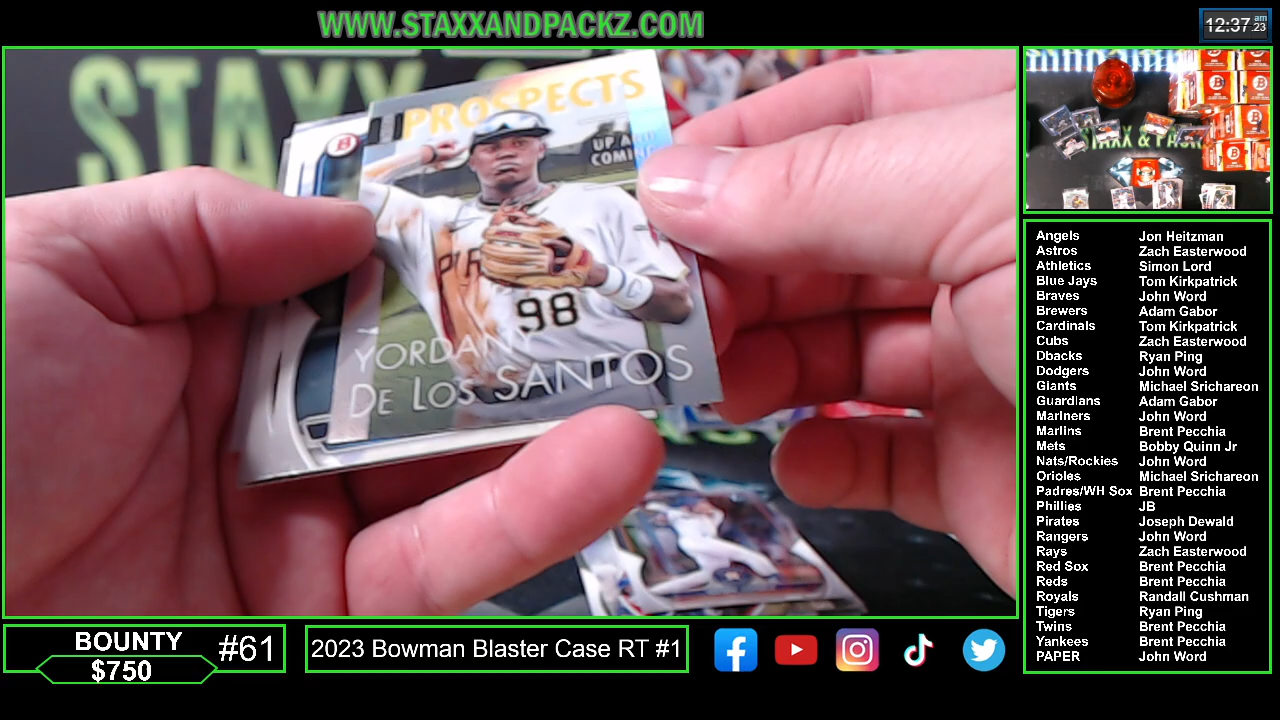 WWW.STAXXANDPACKZ.COM
12:37 am .23
STAXX
PROSPECTS
UP AND
COMING
B
98
YORDANY
DE LOS SANTOS
STAXX & PACKZ
Angels Jon Heitzman
Astros Zach Easterwood
Athletics Simon Lord
Blue Jays Tom Kirkpatrick
Braves John Word
Brewers Adam Gabor
Cardinals Tom Kirkpatrick
Cubs Zach Easterwood
Dbacks Ryan Ping
Dodgers John Word
GIants Michael Srichareon
Guardians Adam Gabor
Mariners John Word
Marlins Brent Pecchia
Mets Bobby Quinn Jr
Nats/Rockies John Word
Orioles Michael Srichareon
Padres/WH Sox Brent Pecchia
Phillies JB
Pirates Joseph Dewald
Rangers John Word
Rays Zach Easterwood
Red Sox Brent Pecchia
Reds Brent Pecchia
Royals Randall Cushman
Tigers Ryan Ping
Twins Brent Pecchia
Yankees Brent Pecchia
PAPER John Word
BOUNTY
$750
#61
2023 Bowman Blaster Case RT #1